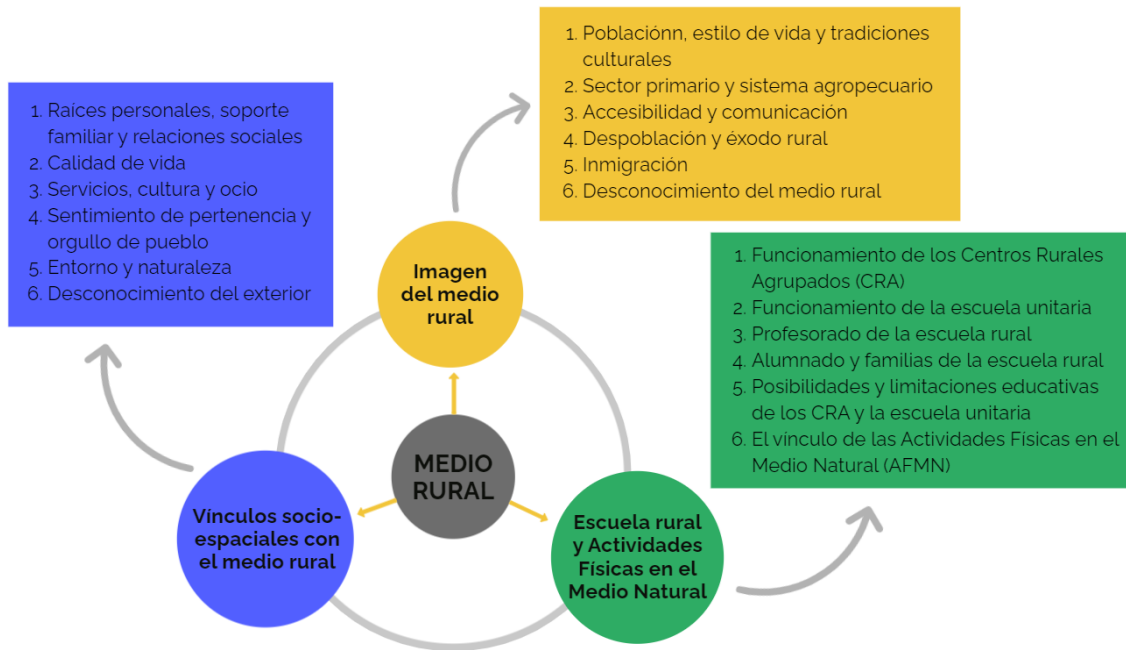 1. Poblaciónn, estilo de vida y tradiciones
culturales
2. Sector primario y sistema agropecuario
3. Accesibilidad y comunicación
4. Despoblación y éxodo rural
5. Inmigración
6. Desconocimiento del medio rural
1. Raíces personales, soporte
familiar y relaciones sociales
2. Calidad de vida
3. Servicios, cultura y ocio
4. Sentimiento de pertenencia y
orgullo de pueblo
5. Entorno y naturaleza
6. Desconocimiento del exterior
1. Funcionamiento de los Centros Rurales
Agrupados (CRA)
2. Funcionamiento de la escuela unitaria
3. Profesorado de la escuela rural
4. Alumnado y familias de la escuela rural
5. Posibilidades y limitaciones educativas
de los CRA y la escuela unitaria
6. El vínculo de las Actividades Físicas en el
Medio Natural (AFMN)
Imagen
del medio
rural
MEDIO
RURAL
Vínculos socio-
espaciales con
el medio rural
Escuela rural
y Actividades
Físicas en el
Medio Natural